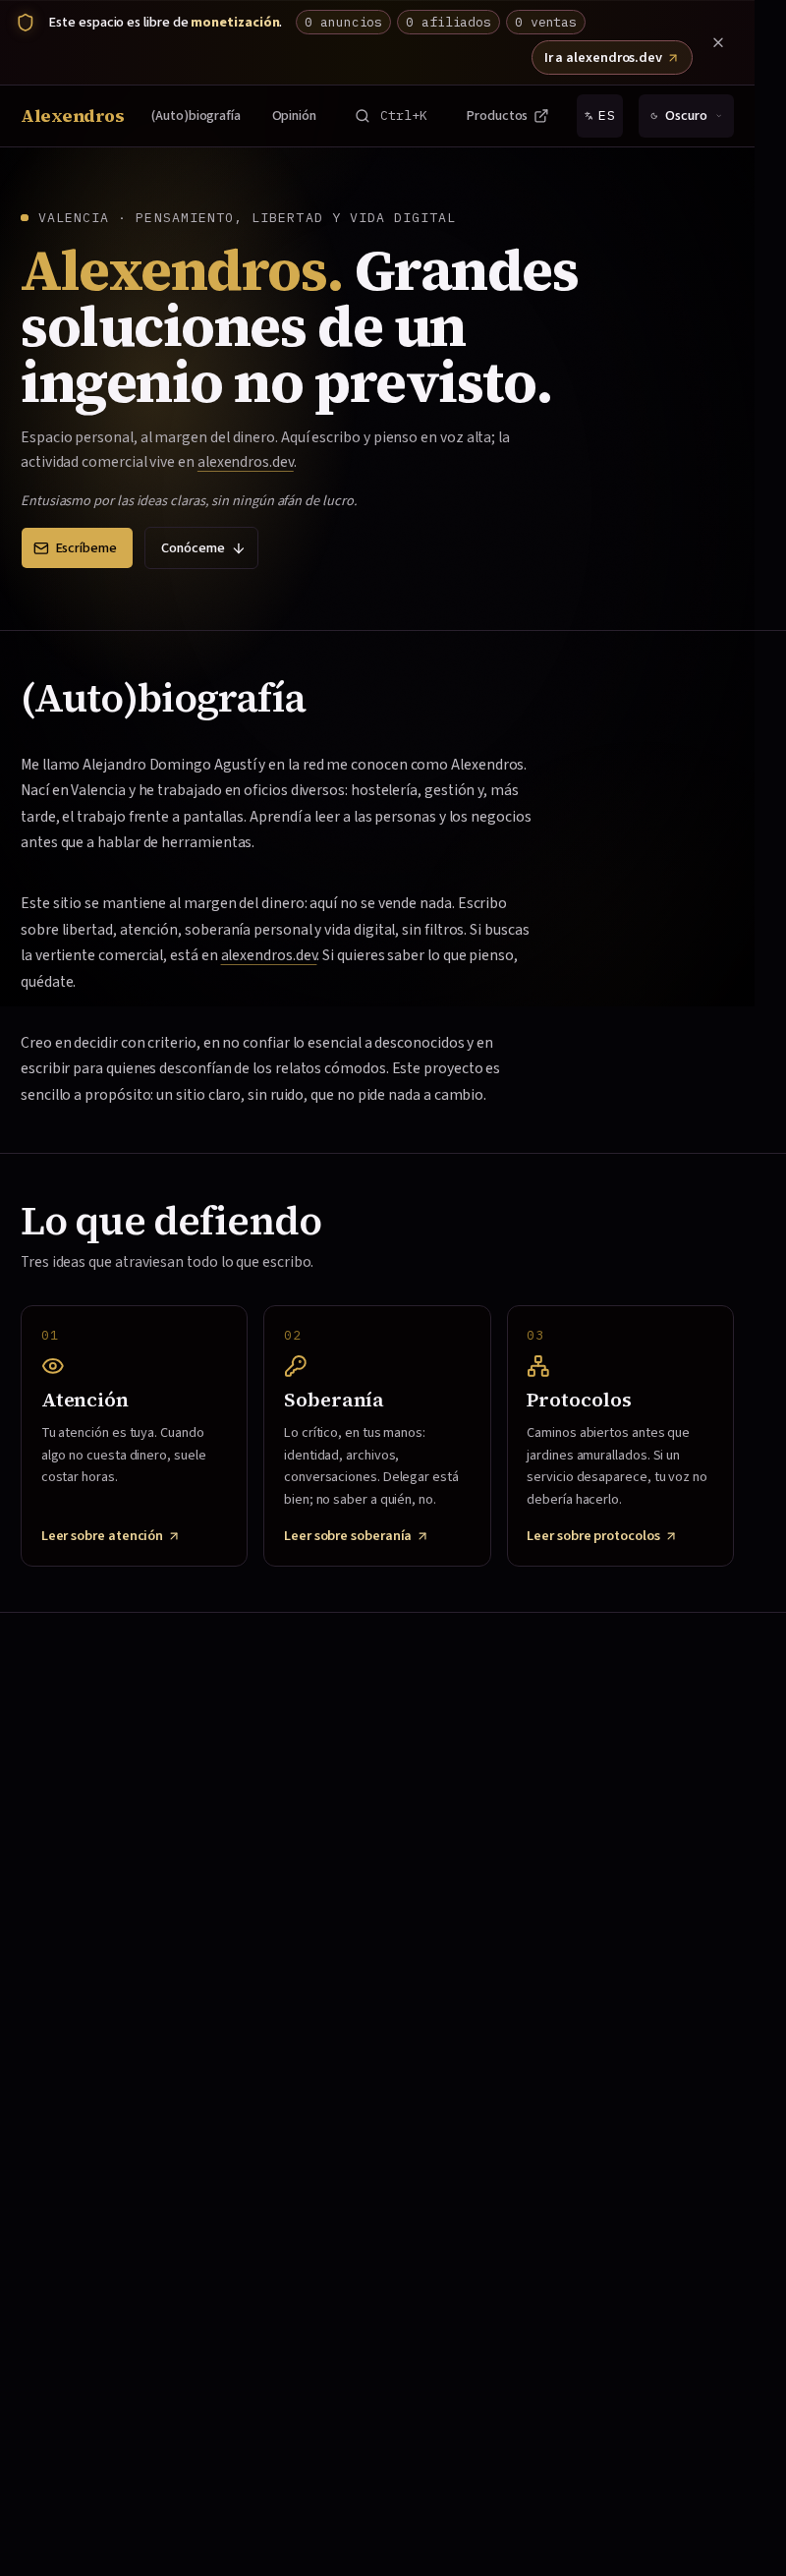 Este espacio es libre de monetización. 0 anuncios 0 afiliados 0 ventas
Ir a alexendros.dev
Alexendros (Auto)biografía Opinión Ctrl+K Productos ES Oscuro
VALENCIA · PENSAMIENTO, LIBERTAD Y VIDA DIGITAL
Alexendros. Grandes
soluciones de un
ingenio no previsto.
Espacio personal, al margen del dinero. Aquí escribo y pienso en voz alta; la
actividad comercial vive en alexendros.dev.
Entusiasmo por las ideas claras, sin ningún afán de lucro.
Escríbeme Conóceme
(Auto)biografía
Me llamo Alejandro Domingo Agustí y en la red me conocen como Alexendros.
Nací en Valencia y he trabajado en oficios diversos: hostelería, gestión y, más
tarde, el trabajo frente a pantallas. Aprendí a leer a las personas y los negocios
antes que a hablar de herramientas.
Este sitio se mantiene al margen del dinero: aquí no se vende nada. Escribo
sobre libertad, atención, soberanía personal y vida digital, sin filtros. Si buscas
la vertiente comercial, está en alexendros.dev. Si quieres saber lo que pienso,
quédate.
Creo en decidir con criterio, en no confiar lo esencial a desconocidos y en
escribir para quienes desconfían de los relatos cómodos. Este proyecto es
sencillo a propósito: un sitio claro, sin ruido, que no pide nada a cambio.
Lo que defiendo
Tres ideas que atraviesan todo lo que escribo.
01
Atención
Tu atención es tuya. Cuando
algo no cuesta dinero, suele
costar horas.
Leer sobre atención
02
Soberanía
Lo crítico, en tus manos:
identidad, archivos,
conversaciones. Delegar está
bien; no saber a quién, no.
Leer sobre soberanía
03
Protocolos
Caminos abiertos antes que
jardines amurallados. Si un
servicio desaparece, tu voz no
debería hacerlo.
Leer sobre protocolos